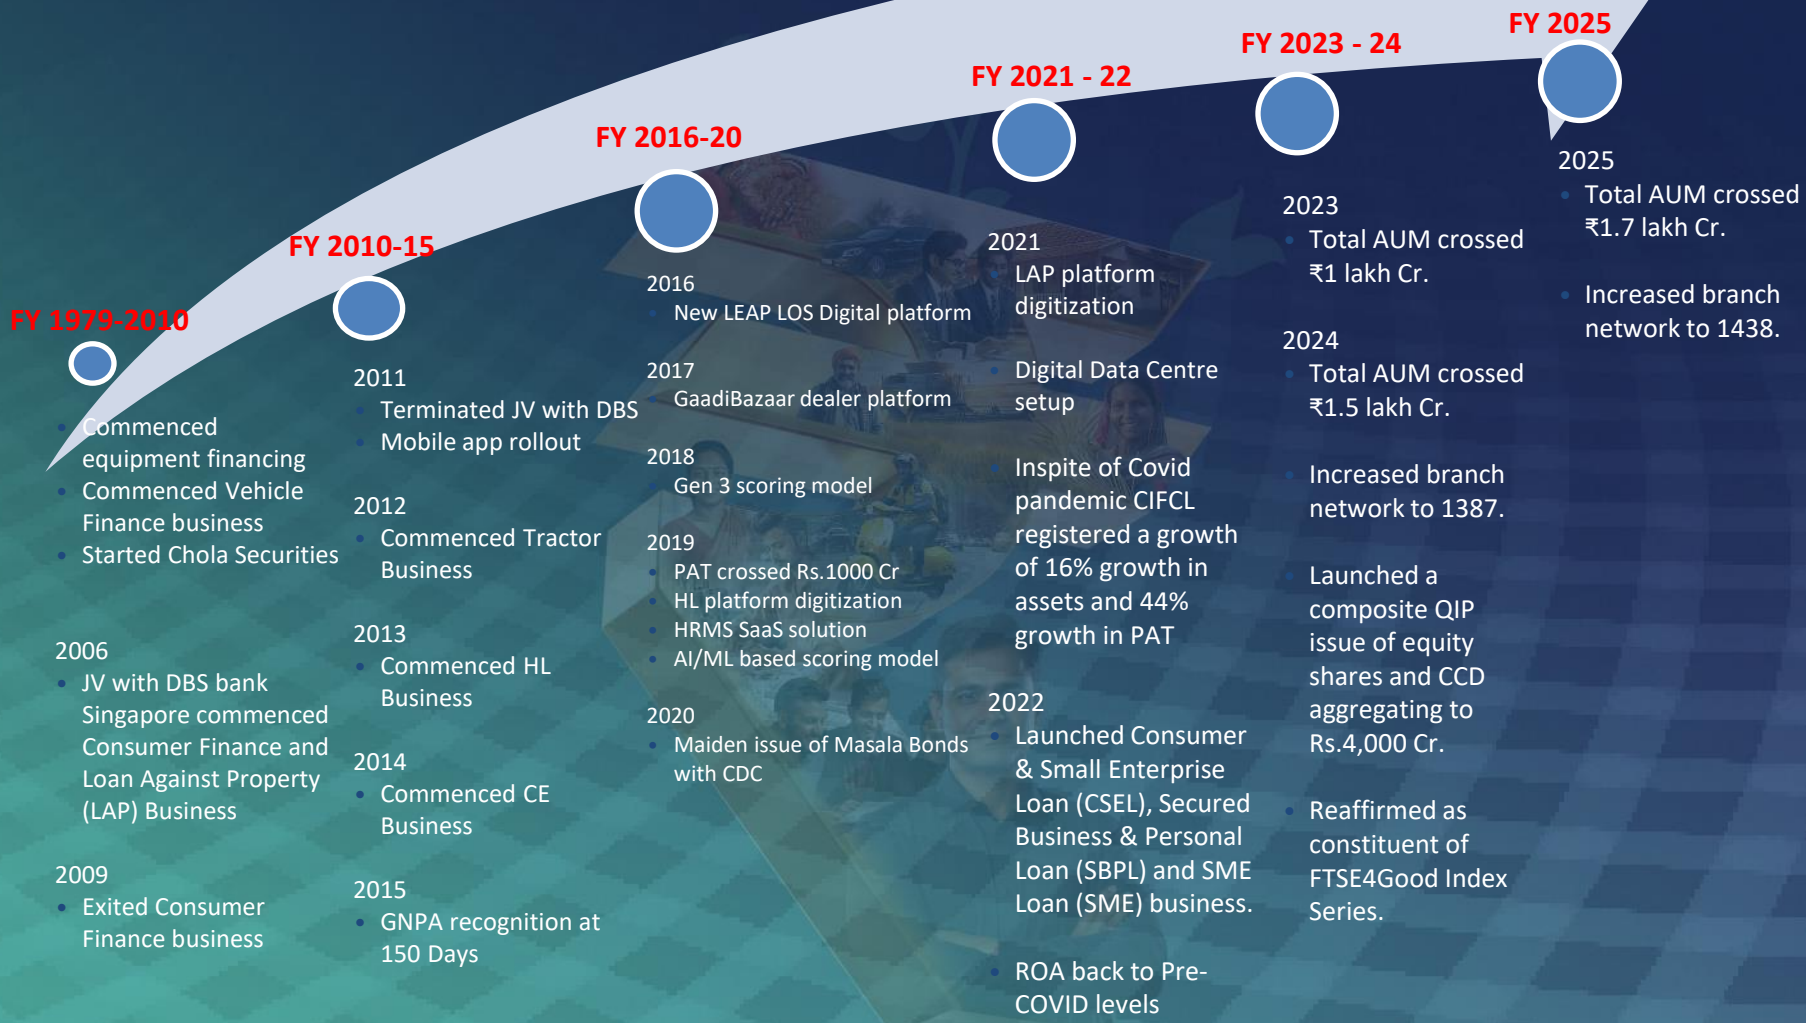 FY 1979-2010
Commenced
equipment financing
Commenced Vehicle
Finance business
Started Chola Securities
2006
JV with DBS bank
Singapore commenced
Consumer Finance and
Loan Against Property
(LAP) Business
2009
Exited Consumer
Finance business
FY 2010-15
2011
Terminated JV with DBS
Mobile app rollout
2012
Commenced Tractor
Business
2013
Commenced HL
Business
2014
Commenced CE
Business
2015
GNPA recognition at
150 Days
FY 2016-20
2016
New LEAP LOS Digital platform
2017
GaadiBazaar dealer platform
2018
Gen 3 scoring model
2019
PAT crossed Rs.1000 Cr
HL platform digitization
HRMS SaaS solution
AI/ML based scoring model
2020
Maiden issue of Masala Bonds
with CDC
FY 2021 - 22
2021
LAP platform
digitization
Digital Data Centre
setup
Inspite of Covid
pandemic CIFCL
registered a growth
of 16% growth in
assets and 44%
growth in PAT
2022
Launched Consumer
& Small Enterprise
Loan (CSEL), Secured
Business & Personal
Loan (SBPL) and SME
Loan (SME) business.
ROA back to Pre-
COVID levels
FY 2023 - 24
2023
Total AUM crossed
₹1 lakh Cr.
2024
Total AUM crossed
₹1.5 lakh Cr.
Increased branch
network to 1387.
Launched a
composite QIP
issue of equity
shares and CCD
aggregating to
Rs.4,000 Cr.
Reaffirmed as
constituent of
FTSE4Good Index
Series.
FY 2025
2025
Total AUM crossed
₹1.7 lakh Cr.
Increased branch
network to 1438.